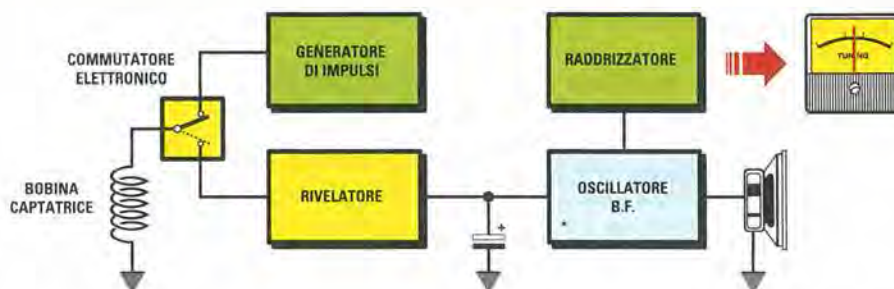 COMMUTATORE
ELETTRONICO
GENERATORE
DI IMPULSI
RADDRIZZATORE
TUNING
BOBINA
CAPTATRICE
RIVELATORE
+
OSCILLATORE
B.F.